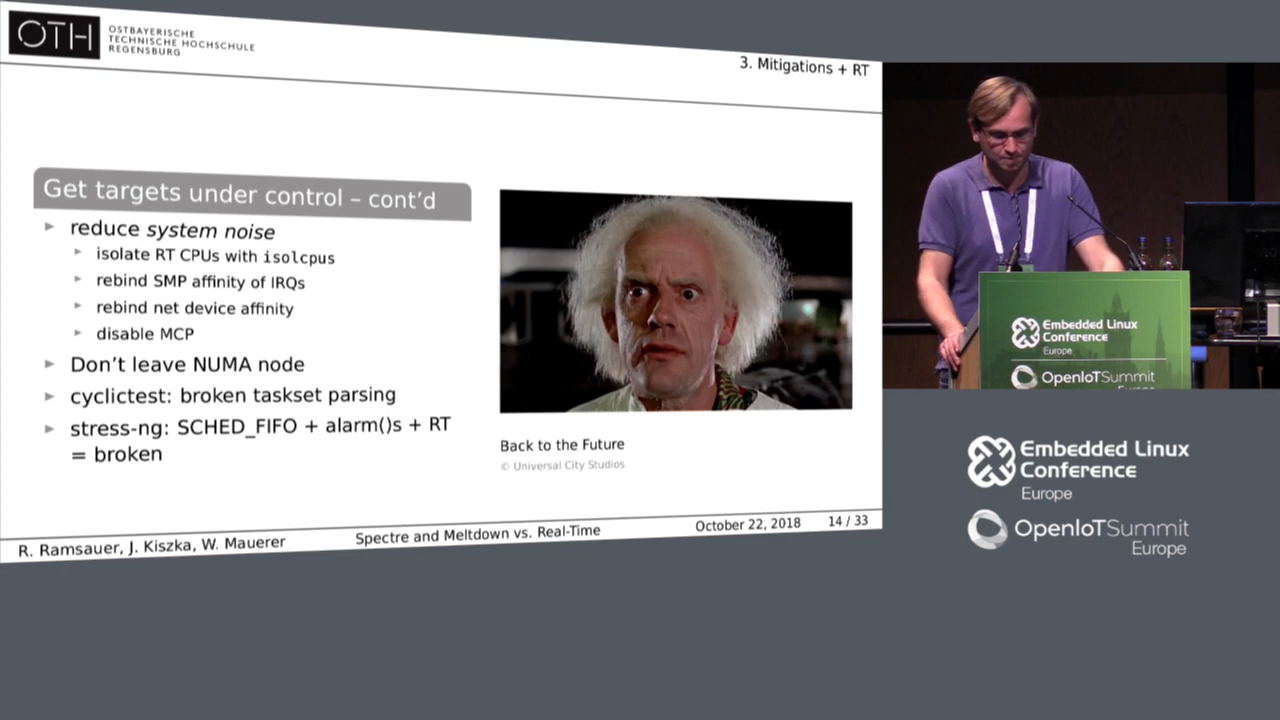 OTH
OSTBAYERISCHE
TECHNISCHE HOCHSCHULE
REGENSBURG
3. Mitigations + RT
Get targets under control – cont’d
reduce system noise
isolate RT CPUs with isolcpus
rebind SMP affinity of IRQs
rebind net device affinity
disable MCP
Don’t leave NUMA node
cyclictest: broken taskset parsing
stress-ng: SCHED_FIFO + alarm()s + RT
= broken
Back to the Future
© Universal City Studios
R. Ramsauer, J. Kiszka, W. Mauerer
Spectre and Meltdown vs. Real-Time
October 22, 2018
14 / 33
Embedded Linux
Conference
Europe
OpenIoTSummit
Embedded Linux
Conference
Europe
OpenIoTSummit
Europe